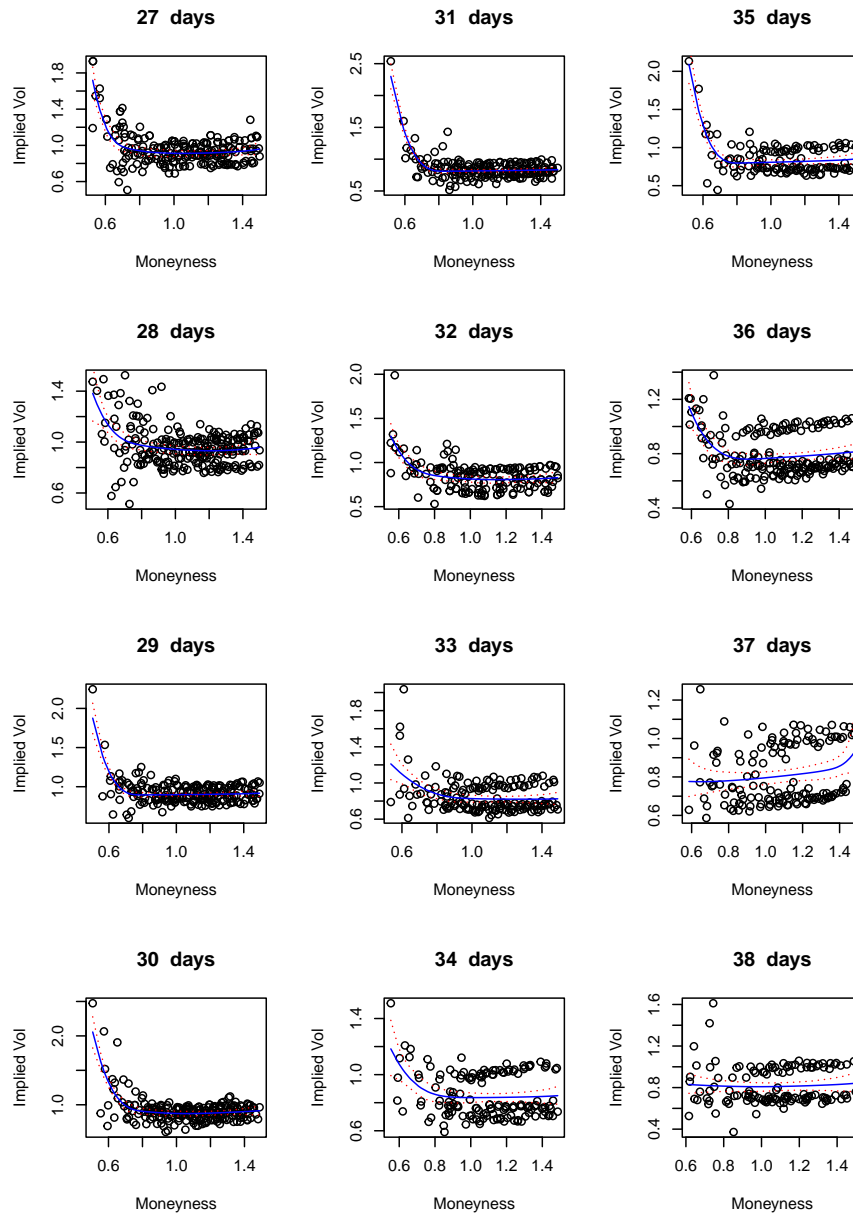 27 days
Implied Vol
0.6 1.0 1.4 1.8
0.6 1.0 1.4
Moneyness
31 days
Implied Vol
0.5 1.5 2.5
0.6 1.0 1.4
Moneyness
35 days
Implied Vol
0.5 1.0 1.5 2.0
0.6 1.0 1.4
Moneyness
28 days
Implied Vol
0.6 1.0 1.4
0.6 1.0 1.4
Moneyness
32 days
Implied Vol
0.5 1.0 1.5 2.0
0.6 0.8 1.0 1.2 1.4
Moneyness
36 days
Implied Vol
0.4 0.8 1.2
0.6 0.8 1.0 1.2 1.4
Moneyness
29 days
Implied Vol
1.0 1.5 2.0
0.6 1.0 1.4
Moneyness
33 days
Implied Vol
0.6 1.0 1.4 1.8
0.6 0.8 1.0 1.2 1.4
Moneyness
37 days
Implied Vol
0.6 0.8 1.0 1.2
0.6 0.8 1.0 1.2 1.4
Moneyness
30 days
Implied Vol
1.0 2.0
0.6 1.0 1.4
Moneyness
34 days
Implied Vol
0.6 1.0 1.4
0.6 0.8 1.0 1.2 1.4
Moneyness
38 days
Implied Vol
0.4 0.8 1.2 1.6
0.6 0.8 1.0 1.2 1.4
Moneyness